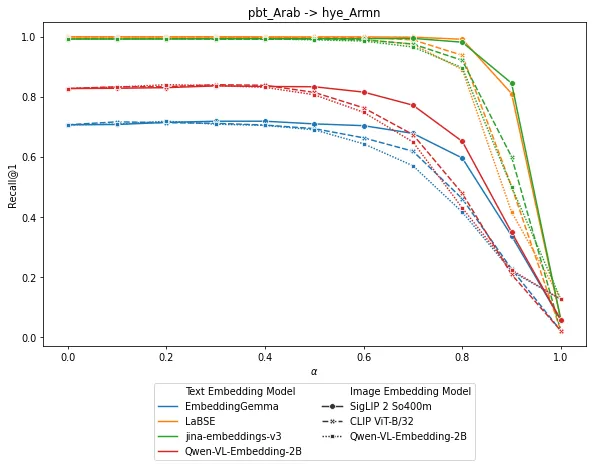 pbt_Arab -> hye_Armn
Recall@1
1.0
0.8
0.6
0.4
0.2
0.0
0.0 0.2 0.4 0.6 0.8 1.0
α
Text Embedding Model Image Embedding Model
EmbeddingGemma SigLIP 2 So400m
LaBSE CLIP ViT-B/32
jina-embeddings-v3 Qwen-VL-Embedding-2B
Qwen-VL-Embedding-2B